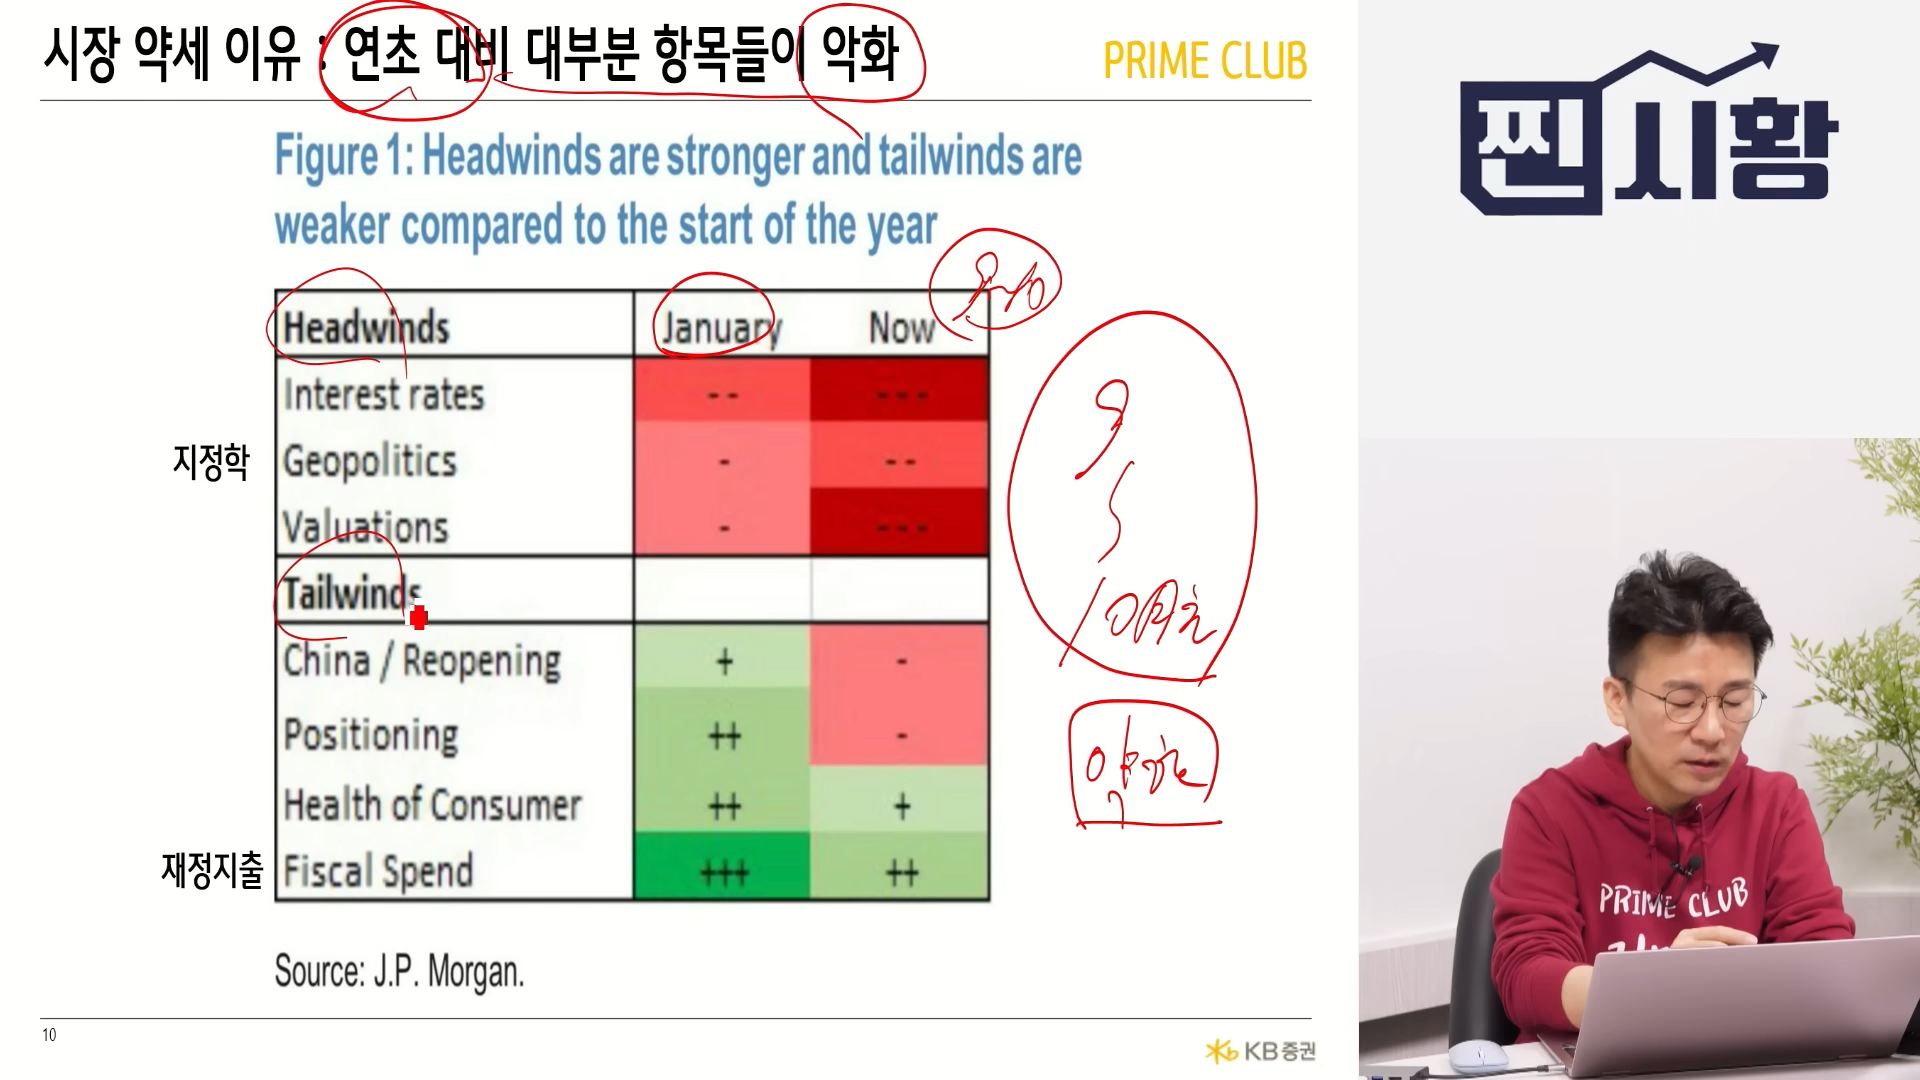 시장 약세 이유 : 연초 대비 대부분 항목들이 악화
PRIME CLUB
찐시황
Figure 1: Headwinds are stronger and tailwinds are
weaker compared to the start of the year
Headwinds January Now
Interest rates -- ---
지정학 Geopolitics - --
Valuations - ---
Tailwinds
China / Reopening + -
Positioning ++ -
Health of Consumer ++ +
재정지출 Fiscal Spend +++ ++
Source: J.P. Morgan.
10
KB증권
PRIME CLUB